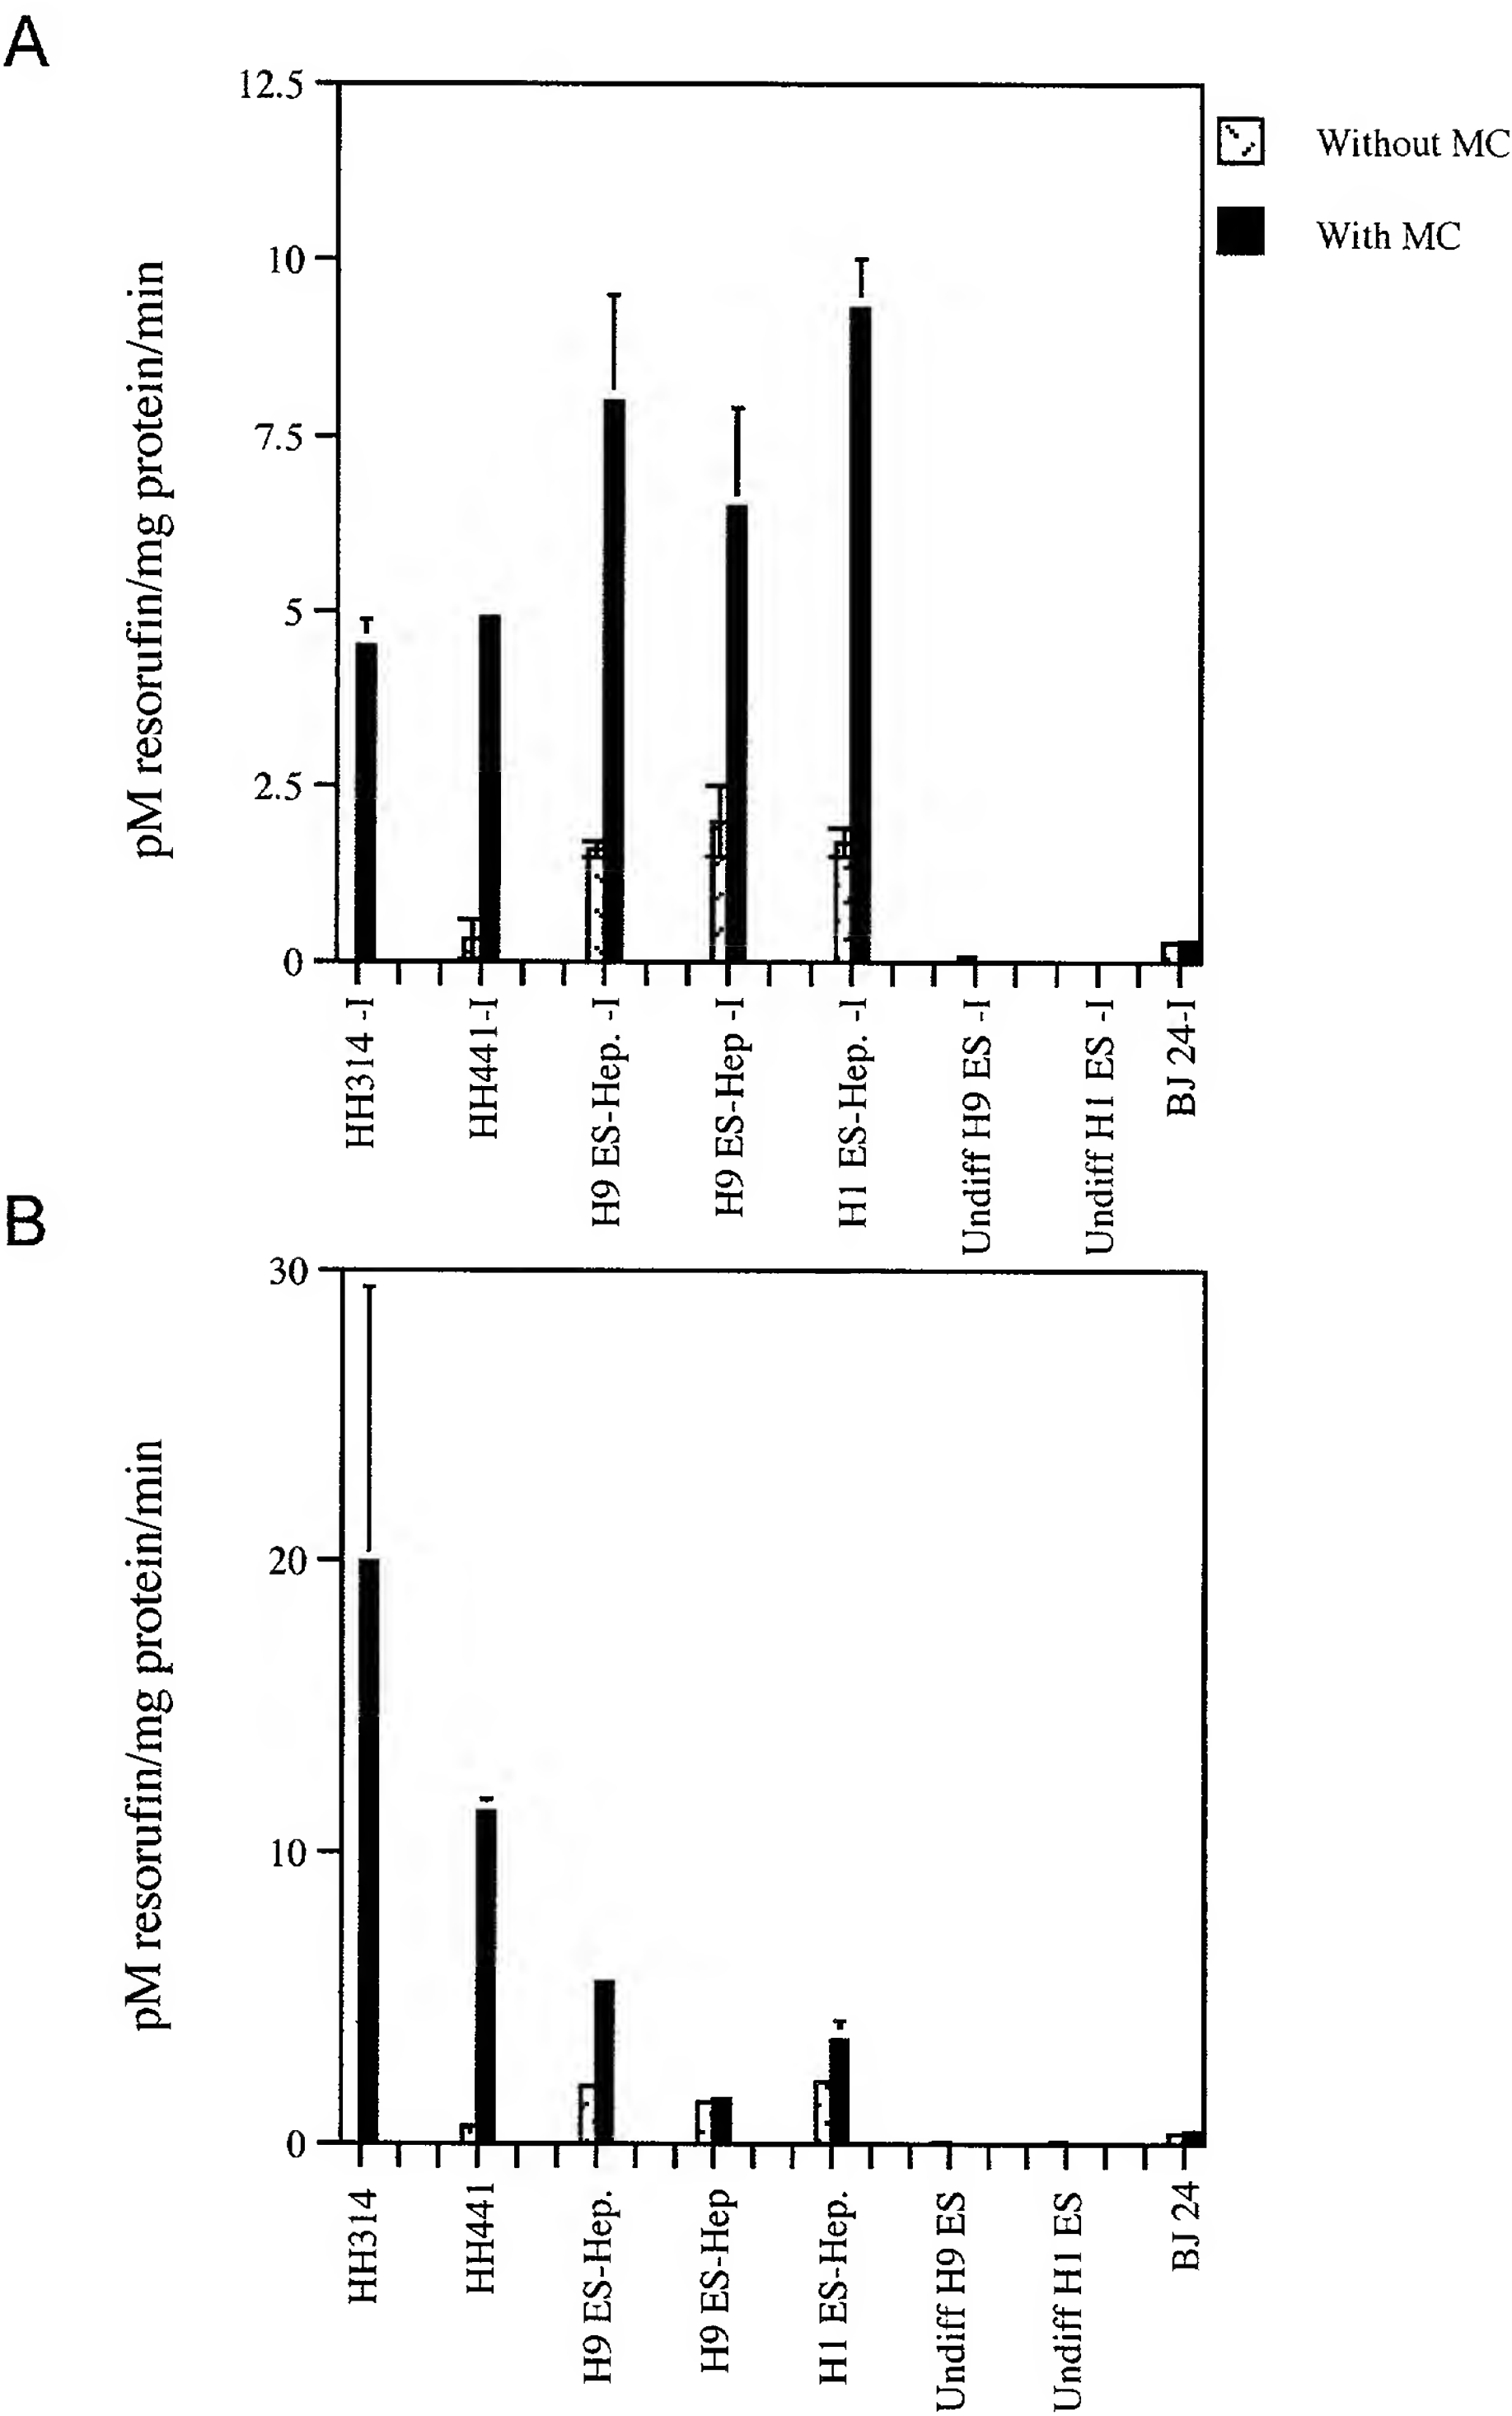 A
12.5
10
7.5
5
2.5
0
pM resorufin/mg protein/min
Without MC
With MC
HH314 -I
HH441-I
H9 ES-Hep. -I
H9 ES-Hep -I
H1 ES-Hep. -I
Undiff H9 ES -I
Undiff H1 ES -I
BJ 24-I
B
30
20
10
0
pM resorufin/mg protein/min
HH314
HH441
H9 ES-Hep.
H9 ES-Hep
H1 ES-Hep.
Undiff H9 ES
Undiff H1 ES
BJ 24